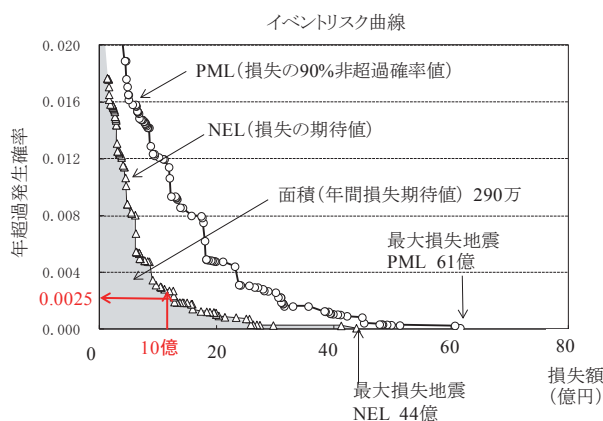 イベントリスク曲線
0.020
0.016
0.012
0.008
0.004
0.000
0.0025
年超過発生確率
PML(損失の90%非超過確率値)
NEL(損失の期待値)
面積(年間損失期待値) 290万
最大損失地震
PML 61億
0
20
40
60
80
10億
損失額
(億円)
最大損失地震
NEL 44億